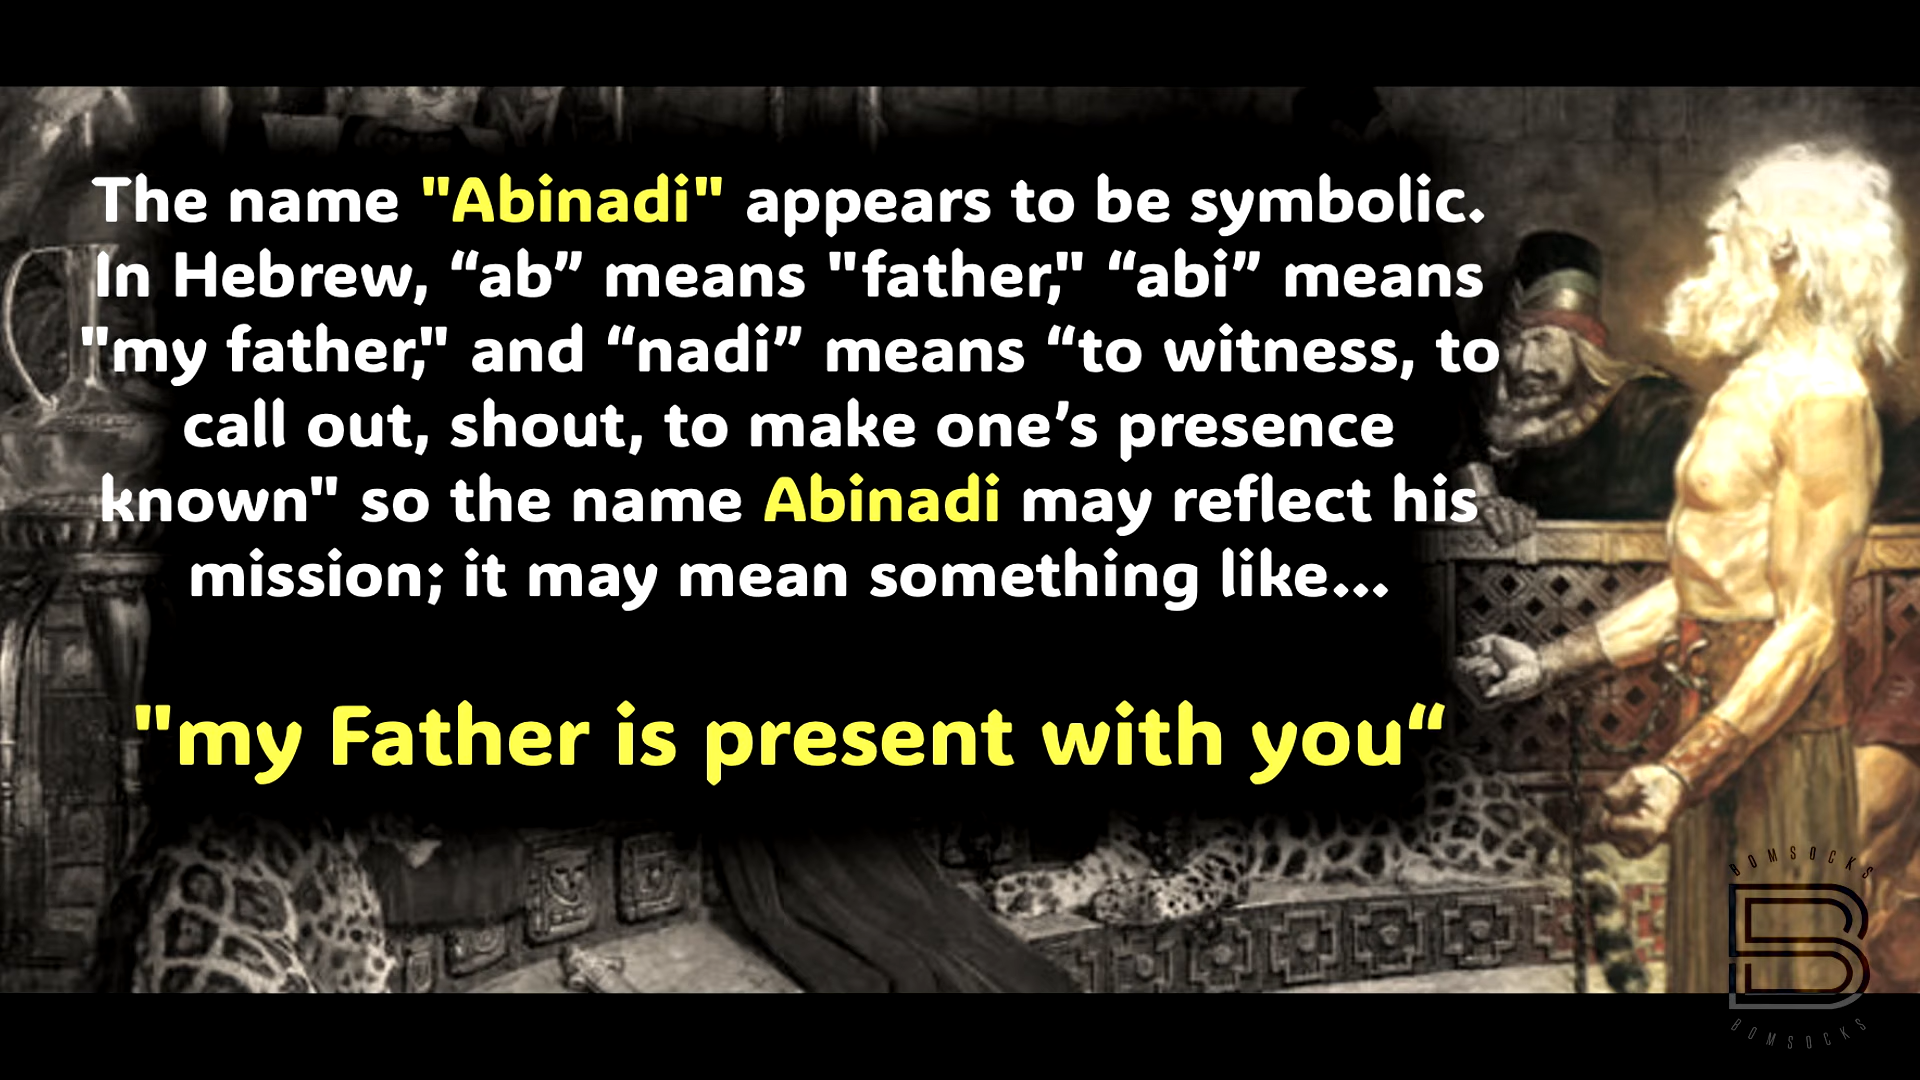 The name "Abinadi" appears to be symbolic.
In Hebrew, “ab” means "father," “abi” means
"my father," and “nadi” means “to witness, to
call out, shout, to make one’s presence
known" so the name Abinadi may reflect his
mission; it may mean something like...
"my Father is present with you“
BOMSOCKS
B
BOMSOCKS